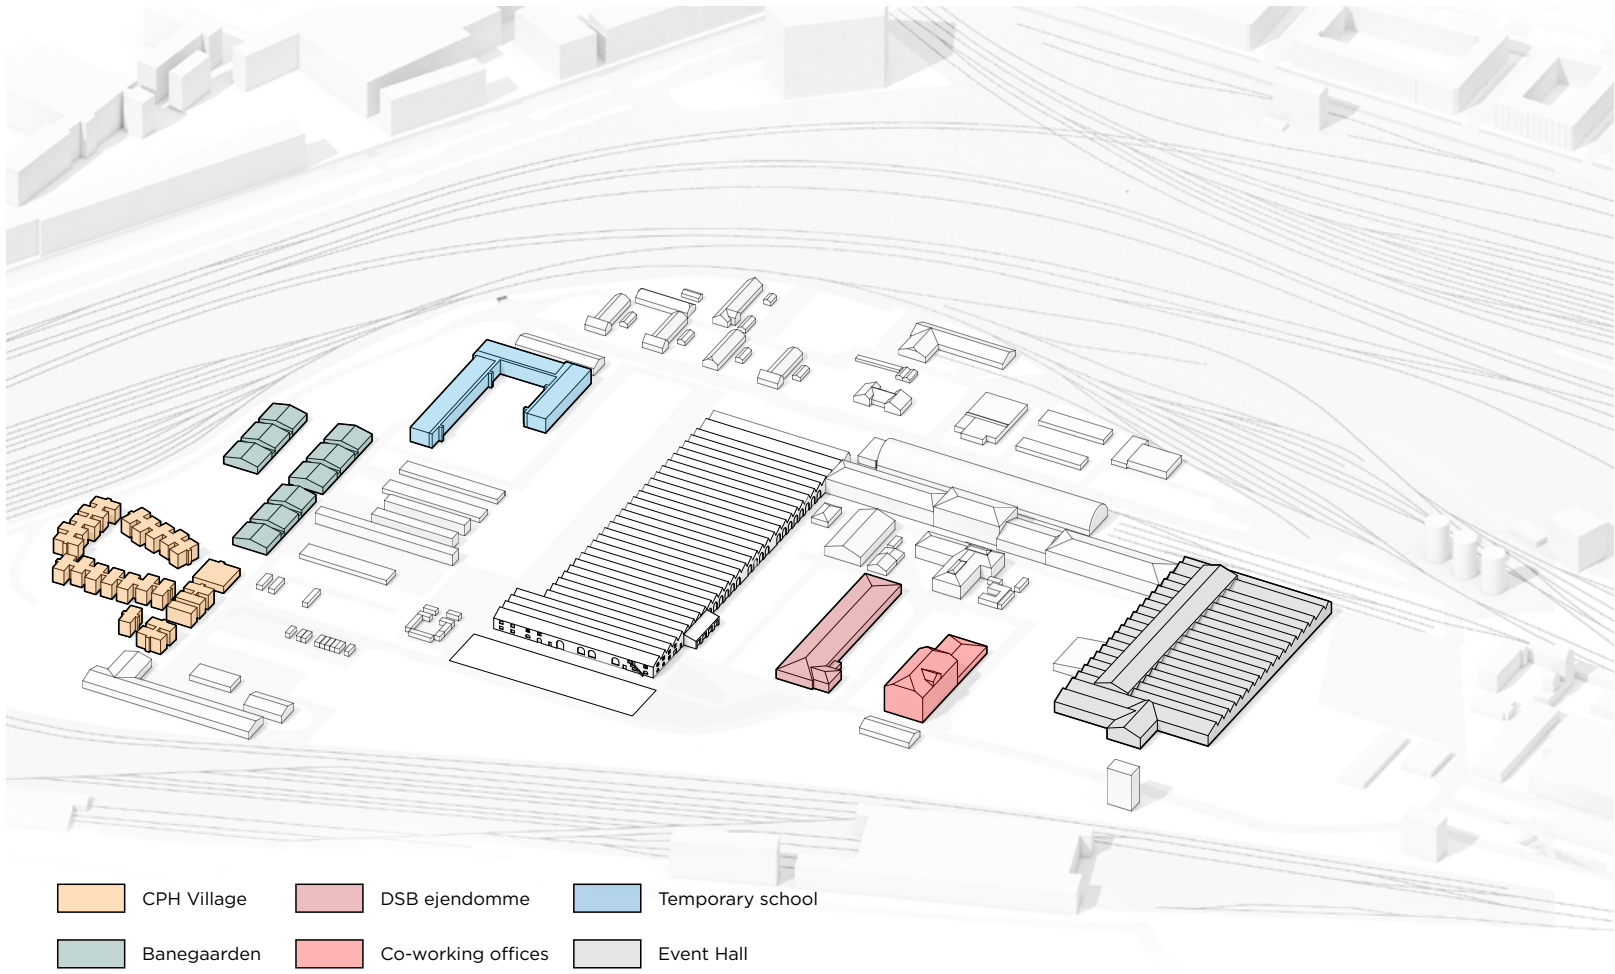 CPH Village
DSB ejendomme
Temporary school
Banegaarden
Co-working offices
Event Hall